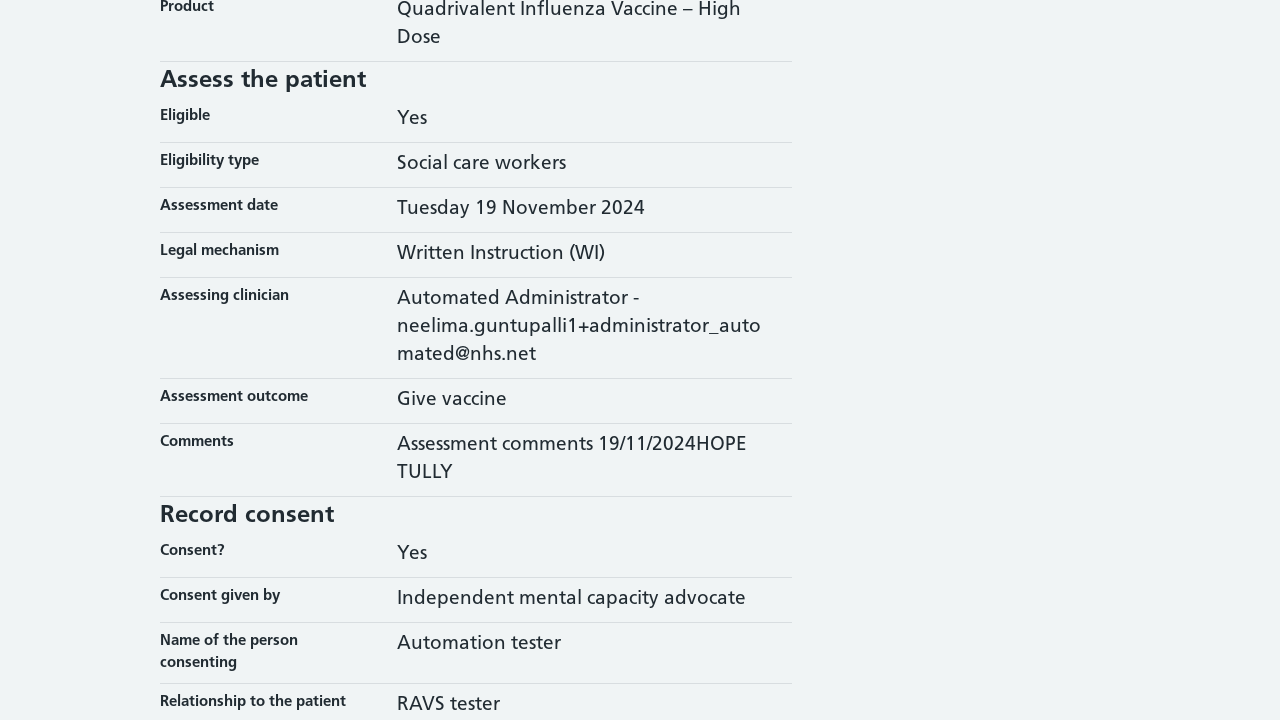 Product
Quadrivalent Influenza Vaccine – High
Dose
Assess the patient
Eligible
Yes
Eligibility type
Social care workers
Assessment date
Tuesday 19 November 2024
Legal mechanism
Written Instruction (WI)
Assessing clinician
Automated Administrator -
neelima.guntupalli1+administrator_auto
mated@nhs.net
Assessment outcome
Give vaccine
Comments
Assessment comments 19/11/2024HOPE
TULLY
Record consent
Consent?
Yes
Consent given by
Independent mental capacity advocate
Name of the person
consenting
Automation tester
Relationship to the patient
RAVS tester